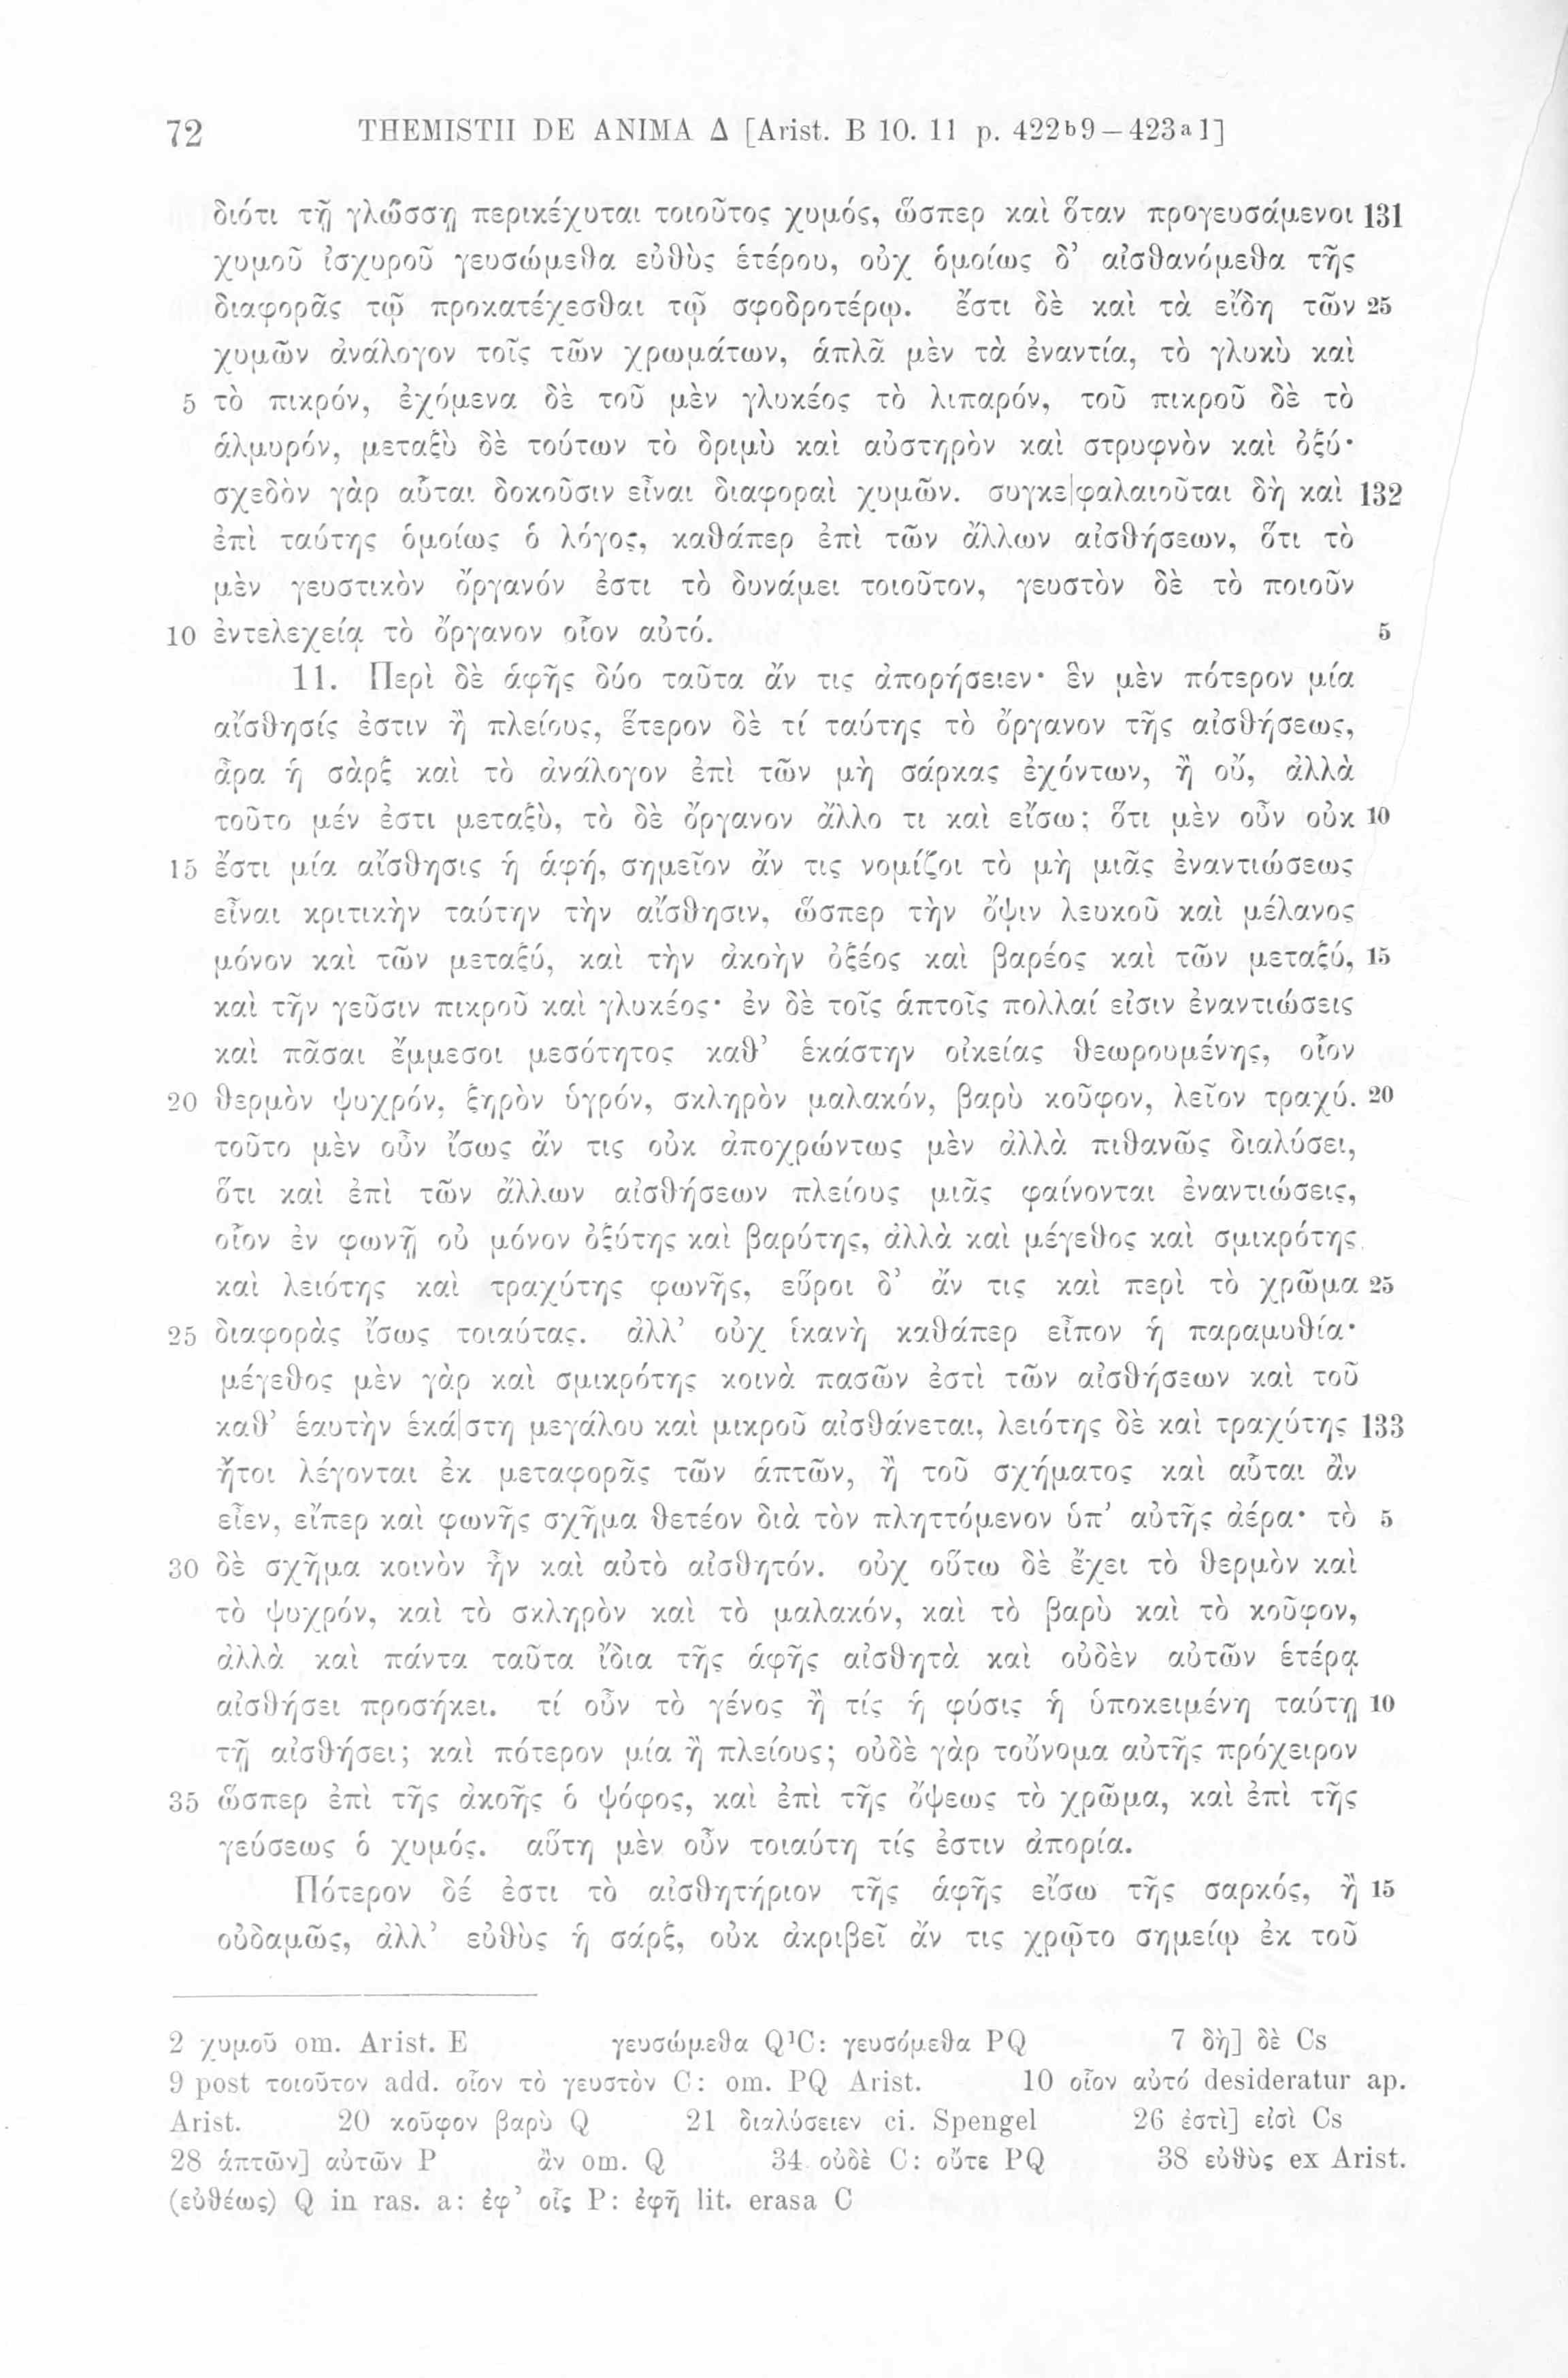 72 THEMISTII DE ANIMA Δ [Arist. B 10. 11 p. 422b9—423a1]
διότι τῇ γλώσσῃ περικέχυται τοιοῦτος χυμός, ὥσπερ καὶ ὅταν προγευσάμενοι 131
χυμοῦ ἰσχυροῦ γευσώμεθα εὐθὺς ἑτέρου, οὐχ ὁμοίως δ’ αἰσθανόμεθα τῆς
διαφορᾶς τῷ προκατέχεσθαι τῷ σφοδροτέρῳ. ἔστι δὲ καὶ τὰ εἴδη τῶν 25
χυμῶν ἀνάλογον τοῖς τῶν χρωμάτων, ἁπλᾶ μὲν τὰ ἐναντία, τὸ γλυκὺ καὶ
5 τὸ πικρόν, ἐχόμενα δὲ τοῦ μὲν γλυκέος τὸ λιπαρόν, τοῦ πικροῦ δὲ τὸ
ἁλμυρόν, μεταξὺ δὲ τούτων τὸ δριμὺ καὶ αὐστηρὸν καὶ στρυφνὸν καὶ ὀξύ·
σχεδὸν γὰρ αὗται δοκοῦσιν εἶναι διαφοραὶ χυμῶν. συγκε|φαλαιοῦται δὴ καὶ 132
ἐπὶ ταύτης ὁμοίως ὁ λόγος, καθάπερ ἐπὶ τῶν ἄλλων αἰσθήσεων, ὅτι τὸ
μὲν γευστικὸν ὄργανόν ἐστι τὸ δυνάμει τοιοῦτον, γευστὸν δὲ τὸ ποιοῦν
10 ἐντελεχείᾳ τὸ ὄργανον οἷον αὐτό. 5
11. Περὶ δὲ ἁφῆς δύο ταῦτα ἄν τις ἀπορήσειεν· ἓν μὲν πότερον μία
αἴσθησίς ἐστιν ἢ πλείους, ἕτερον δὲ τί ταύτης τὸ ὄργανον τῆς αἰσθήσεως,
ἆρα ἡ σὰρξ καὶ τὸ ἀνάλογον ἐπὶ τῶν μὴ σάρκας ἐχόντων, ἢ οὔ, ἀλλὰ
τοῦτο μέν ἐστι μεταξὺ, τὸ δὲ ὄργανον ἄλλο τι καὶ εἴσω; ὅτι μὲν οὖν οὐκ 10
15 ἔστι μία αἴσθησις ἡ ἁφή, σημεῖον ἄν τις νομίζοι τὸ μὴ μιᾶς ἐναντιώσεως
εἶναι κριτικὴν ταύτην τὴν αἴσθησιν, ὥσπερ τὴν ὄψιν λευκοῦ καὶ μέλανος
μόνον καὶ τῶν μεταξύ, καὶ τὴν ἀκοὴν ὀξέος καὶ βαρέος καὶ τῶν μεταξύ, 15
καὶ τῆν γεῦσιν πικροῦ καὶ γλυκέος· ἐν δὲ τοῖς ἁπτοῖς πολλαί εἰσιν ἐναντιώσεις
καὶ πᾶσαι ἔμμεσοι μεσότητος καθ’ ἑκάστην οἰκείας θεωρουμένης, οἷον
20 θερμὸν ψυχρόν, ξηρὸν ὑγρόν, σκληρὸν μαλακόν, βαρὺ κοῦφον, λεῖον τραχύ. 20
τοῦτο μὲν οὖν ἴσως ἄν τις οὐκ ἀποχρώντως μὲν ἀλλὰ πιθανῶς διαλύσει,
ὅτι καὶ ἐπὶ τῶν ἄλλων αἰσθήσεων πλείους μιᾶς φαίνονται ἐναντιώσεις,
οἷον ἐν φωνῇ οὐ μόνον ὀξύτης καὶ βαρύτης, ἀλλὰ καὶ μέγεθος καὶ σμικρότης
καὶ λειότης καὶ τραχύτης φωνῆς, εὕροι δ’ ἄν τις καὶ περὶ τὸ χρῶμα 25
25 διαφορὰς ἴσως τοιαύτας. ἀλλ’ οὐχ ἱκανὴ καθάπερ εἶπον ἡ παραμυθία·
μέγεθος μὲν γὰρ καὶ σμικρότης κοινὰ πασῶν ἐστὶ τῶν αἰσθήσεων καὶ τοῦ
καθ’ ἑαυτὴν ἑκά|στη μεγάλου καὶ μικροῦ αἰσθάνεται, λειότης δὲ καὶ τραχύτης 133
ἤτοι λέγονται ἐκ μεταφορᾶς τῶν ἁπτῶν, ἢ τοῦ σχήματος καὶ αὗται ἂν
εἶεν, εἴπερ καὶ φωνῆς σχῆμα θετέον διὰ τὸν πληττόμενον ὑπ’ αὐτῆς ἀέρα· τὸ 5
30 δὲ σχῆμα κοινὸν ἦν καὶ αὐτὸ αἰσθητόν. οὐχ οὕτω δὲ ἔχει τὸ θερμὸν καὶ
τὸ ψυχρόν, καὶ τὸ σκληρὸν καὶ τὸ μαλακόν, καὶ τὸ βαρὺ καὶ τὸ κοῦφον,
ἀλλὰ καὶ πάντα ταῦτα ἴδια τῆς ἁφῆς αἰσθητὰ καὶ οὐδὲν αὐτῶν ἑτέρᾳ
αἰσθήσει προσήκει. τί οὖν τὸ γένος ἢ τίς ἡ φύσις ἡ ὑποκειμένη ταύτῃ 10
τῇ αἰσθήσει; καὶ πότερον μία ἢ πλείους; οὐδὲ γὰρ τοὔνομα αὐτῆς πρόχειρον
35 ὥσπερ ἐπὶ τῆς ἀκοῆς ὁ ψόφος, καὶ ἐπὶ τῆς ὄψεως τὸ χρῶμα, καὶ ἐπὶ τῆς
γεύσεως ὁ χυμός. αὕτη μὲν οὖν τοιαύτη τίς ἐστιν ἀπορία.
Πότερον δέ ἐστι τὸ αἰσθητήριον τῆς ἁφῆς εἴσω τῆς σαρκός, ἢ 15
οὐδαμῶς, ἀλλ’ εὐθὺς ἡ σάρξ, οὐκ ἀκριβεῖ ἄν τις χρῷτο σημείῳ ἐκ τοῦ
2 χυμοῦ om. Arist. E γευσώμεθα Q¹C: γευσόμεθα PQ 7 δὴ] δὲ Cs
9 post τοιοῦτον add. οἷον τὸ γευστὸν C: om. PQ Arist. 10 οἷον αὐτό desideratur ap.
Arist. 20 κοῦφον βαρὺ Q 21 διαλύσειεν ci. Spengel 26 ἐστὶ] εἰσὶ Cs
28 ἁπτῶν] αὐτῶν P ἂν om. Q 34 οὐδὲ C: οὔτε PQ 38 εὐθὺς ex Arist.
(εὐθέως) Q in ras. a: ἐφ’ οἷς P: ἐφῆ lit. erasa C